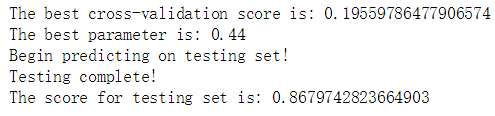 The best cross-validation score is: 0.19559786477906574
The best parameter is: 0.44
Begin predicting on testing set!
Testing complete!
The score for testing set is: 0.8679742823664903